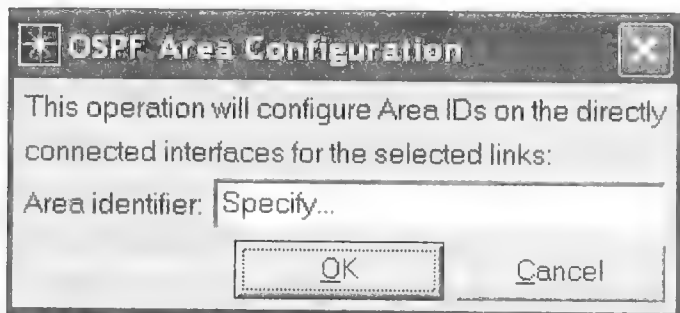 OSPF Area Configuration
This operation will configure Area IDs on the directly
connected interfaces for the selected links:
Area identifier: Specify...
OK Cancel